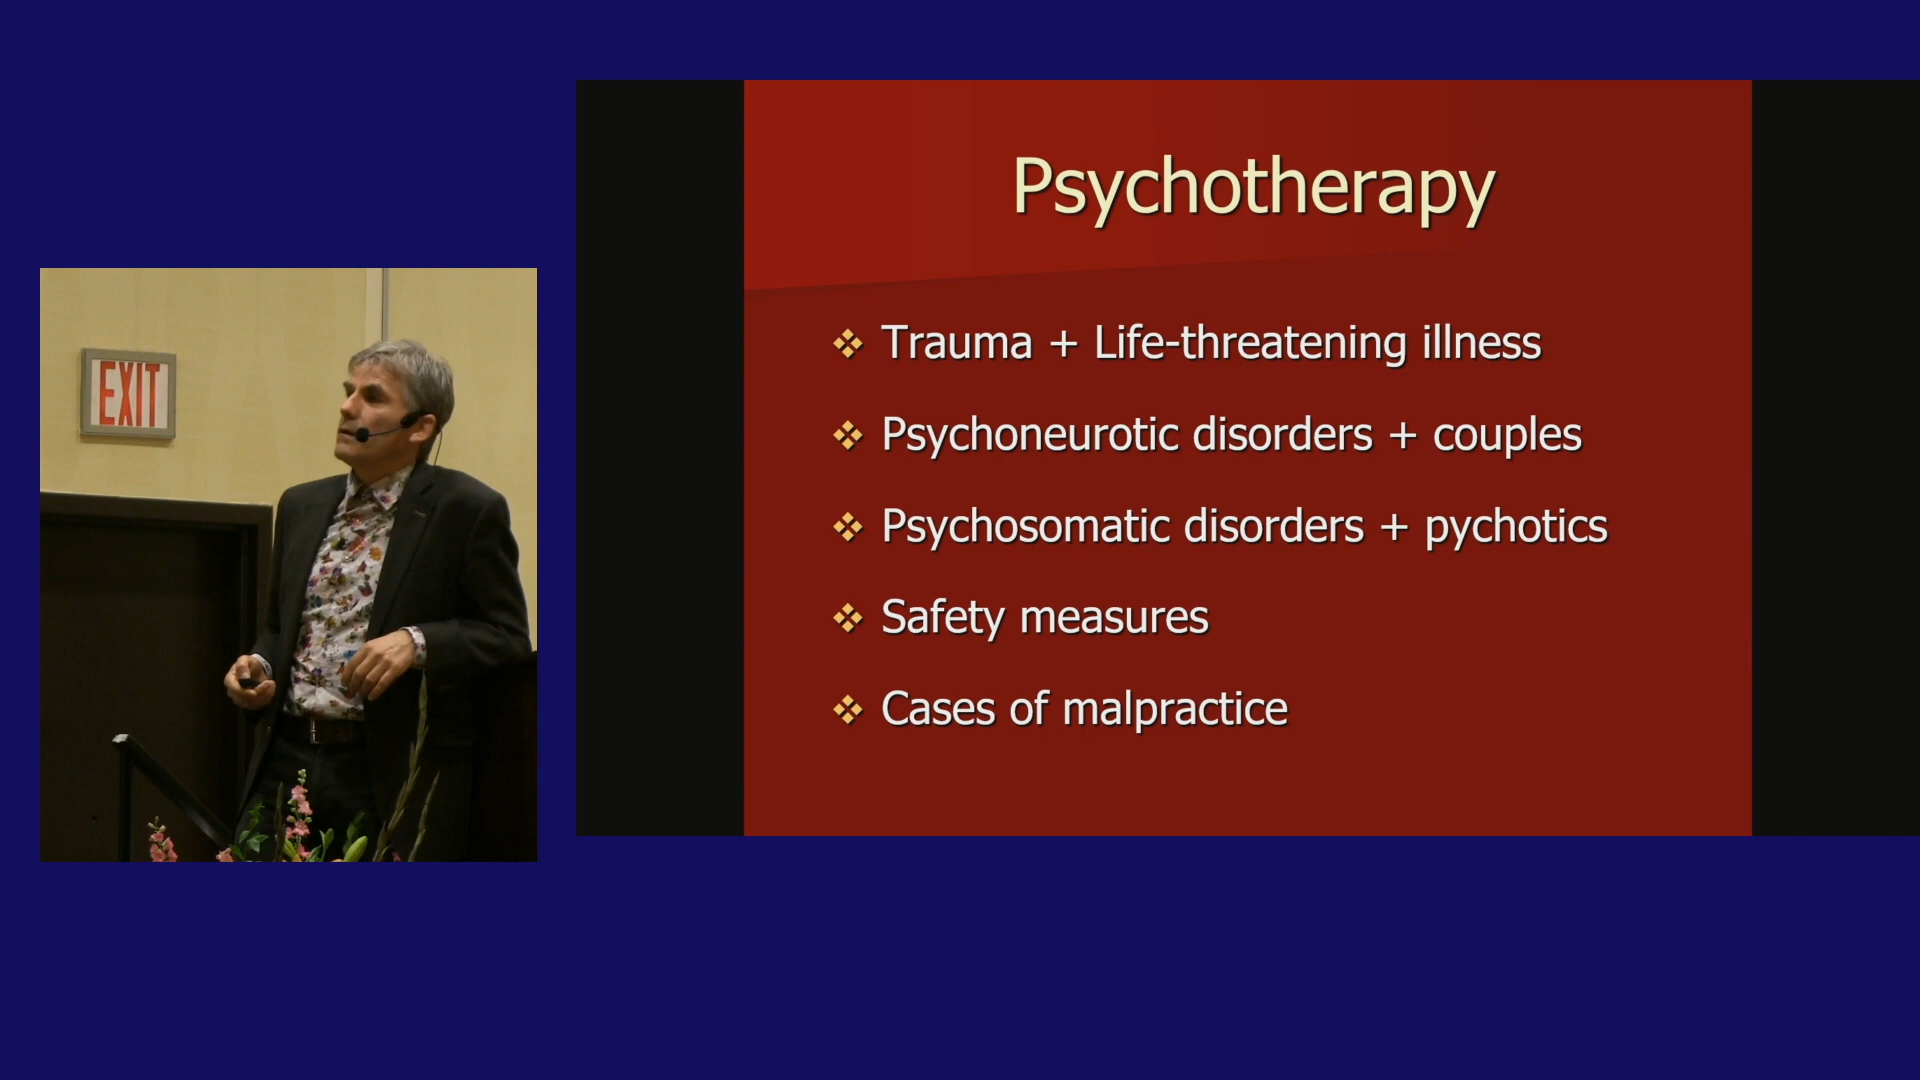 EXIT
Psychotherapy
Trauma + Life-threatening illness
Psychoneurotic disorders + couples
Psychosomatic disorders + pychotics
Safety measures
Cases of malpractice